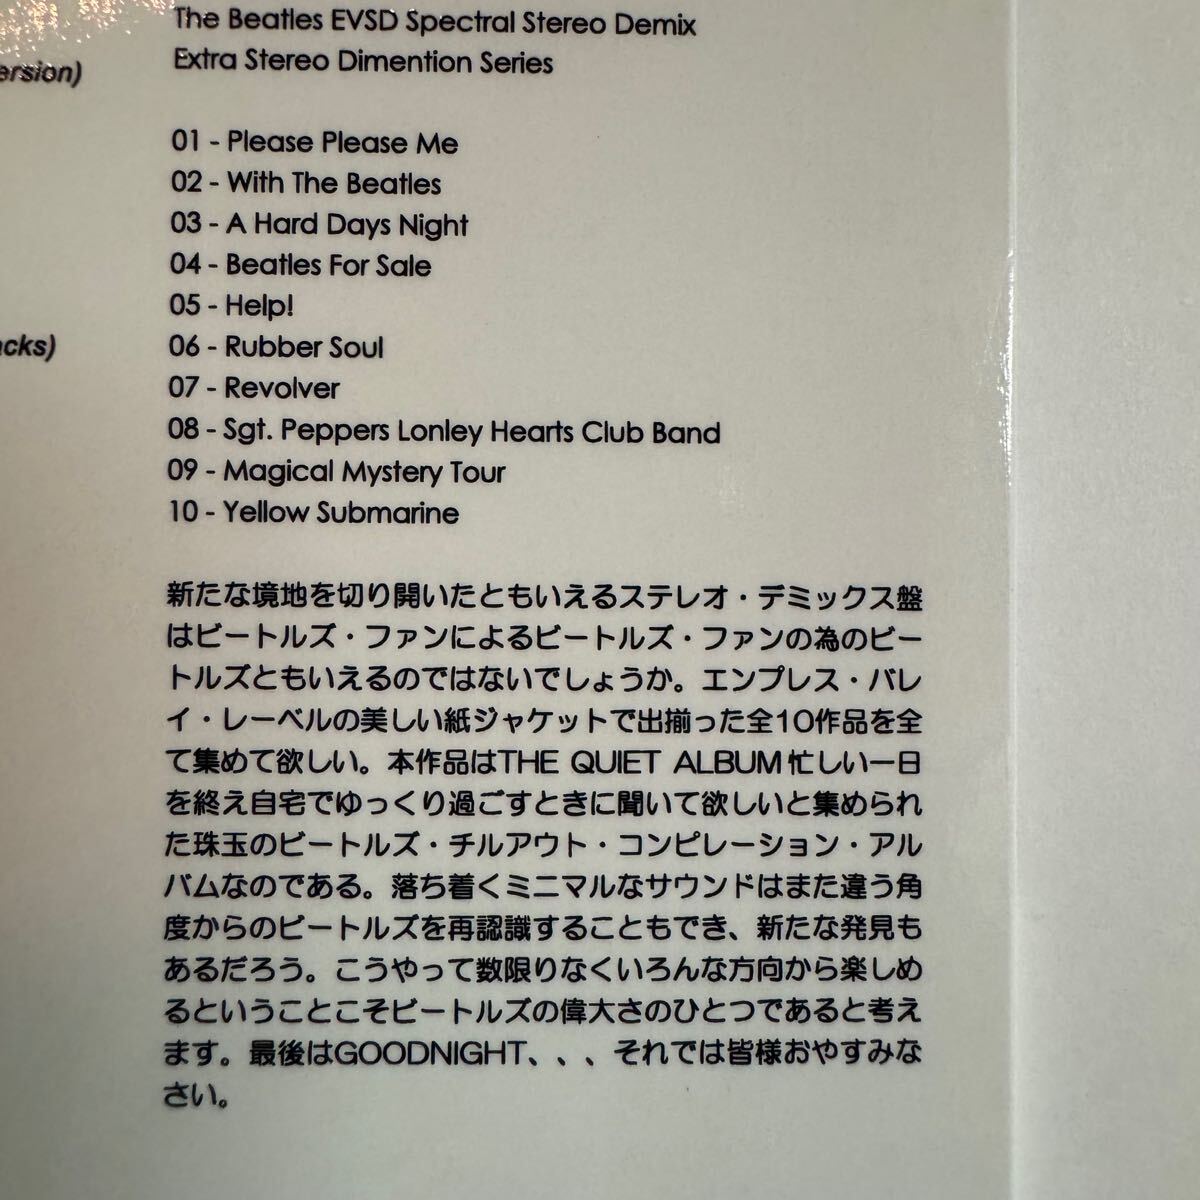 The Beatles EVSD Spectral Stereo Demix
Extra Stereo Dimention Series
ersion)
01 - Please Please Me
02 - With The Beatles
03 - A Hard Days Night
04 - Beatles For Sale
05 - Help!
acks)
06 - Rubber Soul
07 - Revolver
08 - Sgt. Peppers Lonley Hearts Club Band
09 - Magical Mystery Tour
10 - Yellow Submarine
新たな境地を切り開いたともいえるステレオ・デミックス盤
はビートルズ・ファンによるビートルズ・ファンの為のビー
トルズともいえるのではないでしょうか。エンプレス・バレ
イ・レーベルの美しい紙ジャケットで出揃った全10作品を全
て集めて欲しい。本作品はTHE QUIET ALBUM忙しい一日
を終え自宅でゆっくり過ごすときに聞いて欲しいと集められ
た珠玉のビートルズ・チルアウト・コンピレーション・アル
バムなのである。落ち着くミニマルなサウンドはまた違う角
度からのビートルズを再認識することもでき、新たな発見も
あるだろう。こうやって数限りなくいろんな方向から楽しめ
るということこそビートルズの偉大さのひとつであると考え
ます。最後はGOODNIGHT、、、それでは皆様おやすみな
さい。